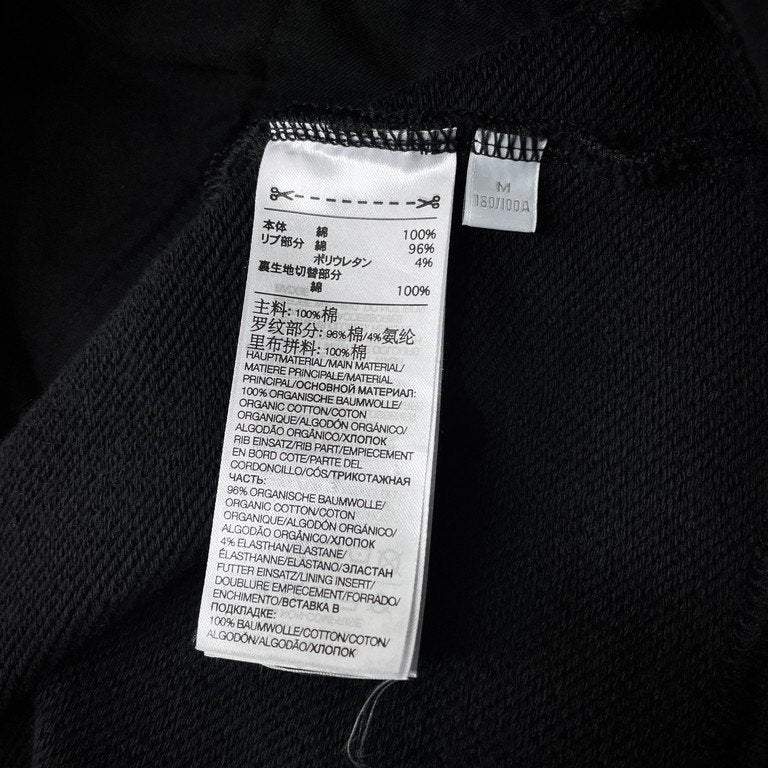 本体 綿 100%
リブ部分 綿 96%
ポリウレタン 4%
裏生地切替部分
綿 100%
主料: 100%棉
罗纹部分: 96%棉/4%氨纶
里布拼料: 100%棉
HAUPTMATERIAL/MAIN MATERIAL/
MATIERE PRINCIPALE/MATERIAL
PRINCIPAL/ОСНОВНОЙ МАТЕРИАЛ:
100% ORGANISCHE BAUMWOLLE/
ORGANIC COTTON/COTON
ORGANIQUE/ALGODÓN ORGÁNICO/
ALGODÃO ORGÂNICO/ХЛОПОК
RIB EINSATZ/RIB PART/EMPIECEMENT
EN BORD COTE/PARTE DEL
CORDONCILLO/CÓS/ТРИКОТАЖНАЯ
ЧАСТЬ:
96% ORGANISCHE BAUMWOLLE/
ORGANIC COTTON/COTON
ORGANIQUE/ALGODÓN ORGÁNICO/
ALGODÃO ORGÂNICO/ХЛОПОК
4% ELASTHAN/ELASTANE/
ÉLASTHANNE/ELASTANO/ЭЛАСТАН
FUTTER EINSATZ/LINING INSERT/
DOUBLURE EMPIECEMENT/FORRADO/
ENCHIMENTO/ВСТАВКА В
ПОДКЛАДКЕ:
100% BAUMWOLLE/COTTON/COTON/
ALGODÓN/ALGODÃO/ХЛОПОК
M
180/100A